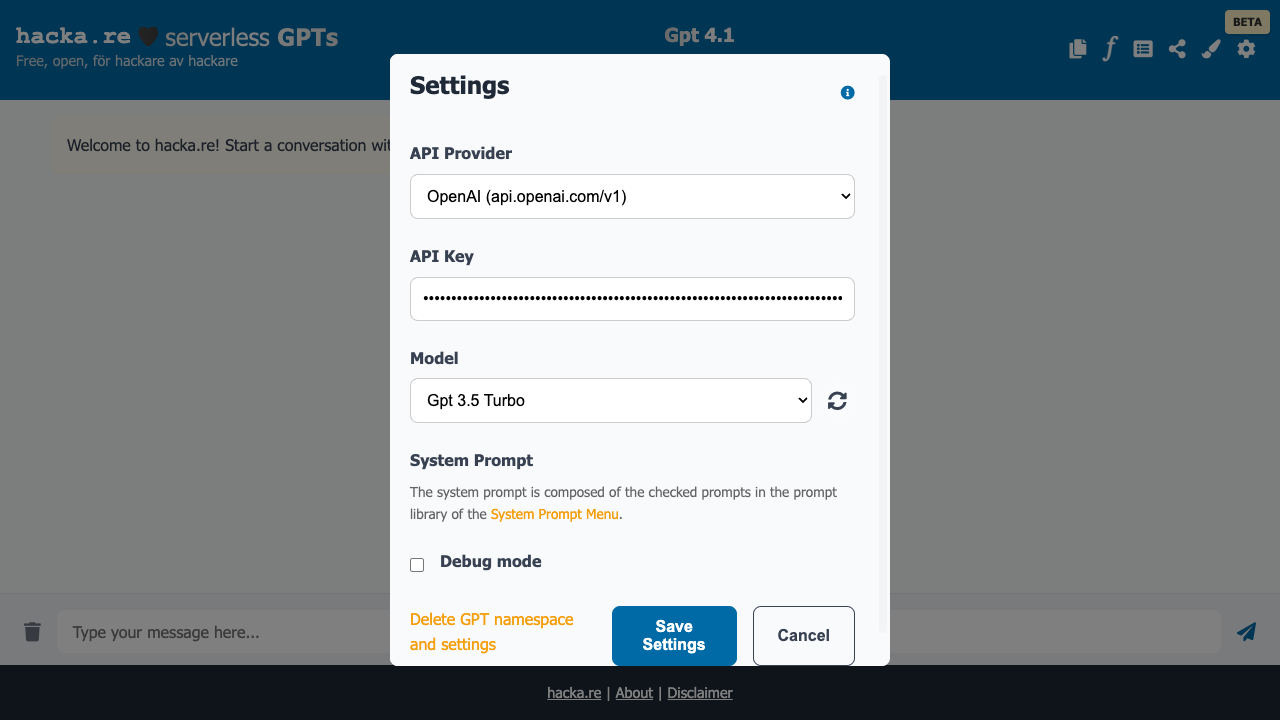 hacka.re serverless GPTs
Free, open, för hackare av hackare
Gpt 4.1
BETA
Welcome to hacka.re! Start a conversation wit
Settings
API Provider
OpenAI (api.openai.com/v1)
API Key
Model
Gpt 3.5 Turbo
System Prompt
The system prompt is composed of the checked prompts in the prompt
library of the System Prompt Menu.
Debug mode
Delete GPT namespace
and settings
Save
Settings
Cancel
Type your message here...
hacka.re | About | Disclaimer